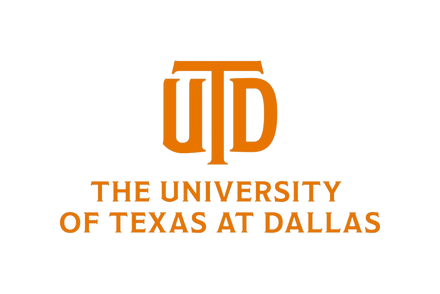 UTD
THE UNIVERSITY
OF TEXAS AT DALLAS